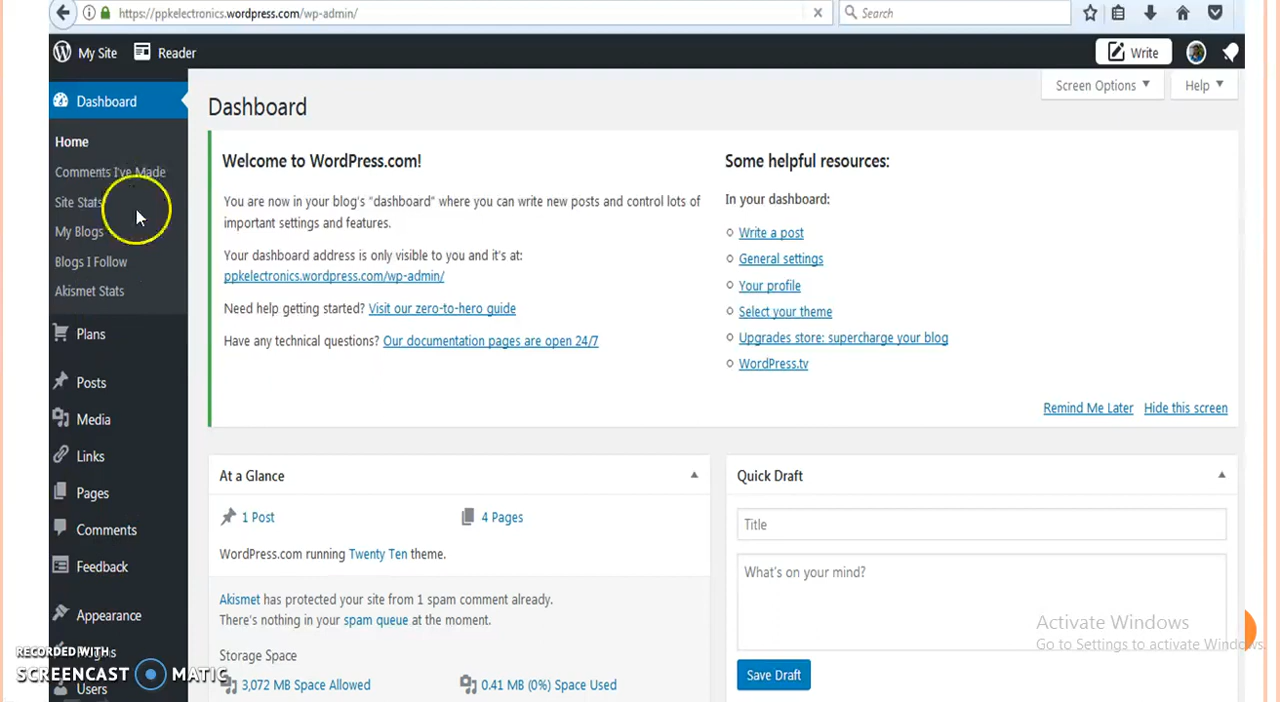 https://ppkelectronics.wordpress.com/wp-admin/
Search
My Site
Reader
Write
Dashboard
Home
Comments I've Made
Site Stats
My Blogs
Blogs I Follow
Akismet Stats
Plans
Posts
Media
Links
Pages
Comments
Feedback
Appearance
Users
Screen Options
Help
Dashboard
Welcome to WordPress.com!
You are now in your blog's "dashboard" where you can write new posts and control lots of
important settings and features.
Your dashboard address is only visible to you and it's at:
ppkelectronics.wordpress.com/wp-admin/
Need help getting started? Visit our zero-to-hero guide
Have any technical questions? Our documentation pages are open 24/7
Some helpful resources:
In your dashboard:
Write a post
General settings
Your profile
Select your theme
Upgrades store: supercharge your blog
WordPress.tv
Remind Me Later
Hide this screen
At a Glance
1 Post
4 Pages
WordPress.com running Twenty Ten theme.
Akismet has protected your site from 1 spam comment already.
There's nothing in your spam queue at the moment.
Storage Space
3,072 MB Space Allowed
0.41 MB (0%) Space Used
Quick Draft
Title
What's on your mind?
Save Draft
Activate Windows
Go to Settings to activate Windows.
RECORDED WITH
SCREENCAST MATIC